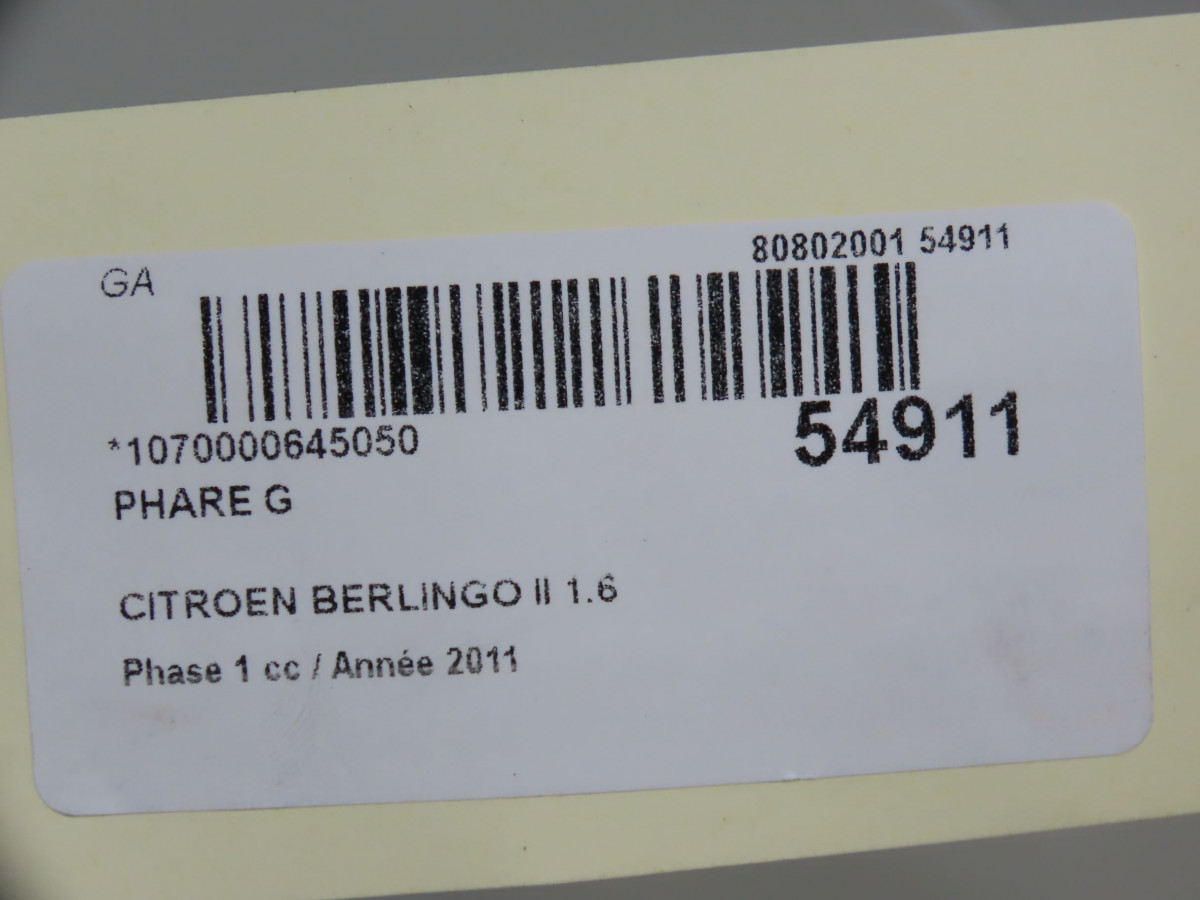 80802001 54911
GA
54911
*1070000645050
PHARE G
CITROEN BERLINGO II 1.6
Phase 1 cc / Année 2011